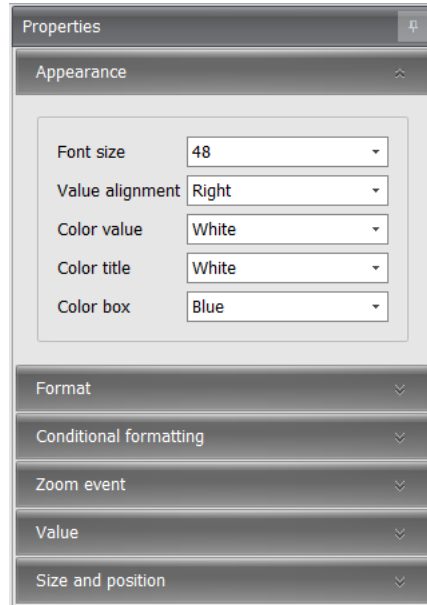 Properties
Appearance
Font size 48
Value alignment Right
Color value White
Color title White
Color box Blue
Format
Conditional formatting
Zoom event
Value
Size and position